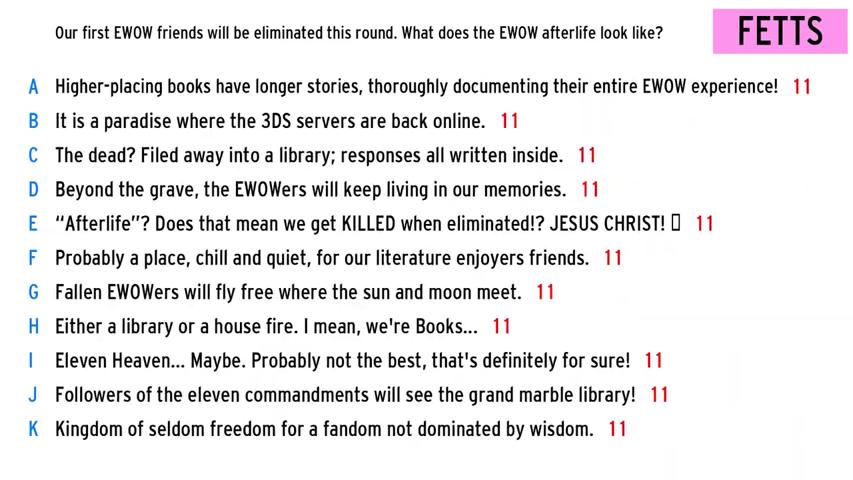 Our first EWOW friends will be eliminated this round. What does the EWOW afterlife look like?
FETTS
A Higher-placing books have longer stories, thoroughly documenting their entire EWOW experience! 11
B It is a paradise where the 3DS servers are back online. 11
C The dead? Filed away into a library; responses all written inside. 11
D Beyond the grave, the EWOWers will keep living in our memories. 11
E “Afterlife”? Does that mean we get KILLED when eliminated!? JESUS CHRIST! 11
F Probably a place, chill and quiet, for our literature enjoyers friends. 11
G Fallen EWOWers will fly free where the sun and moon meet. 11
H Either a library or a house fire. I mean, we're Books... 11
I Eleven Heaven... Maybe. Probably not the best, that's definitely for sure! 11
J Followers of the eleven commandments will see the grand marble library! 11
K Kingdom of seldom freedom for a fandom not dominated by wisdom. 11